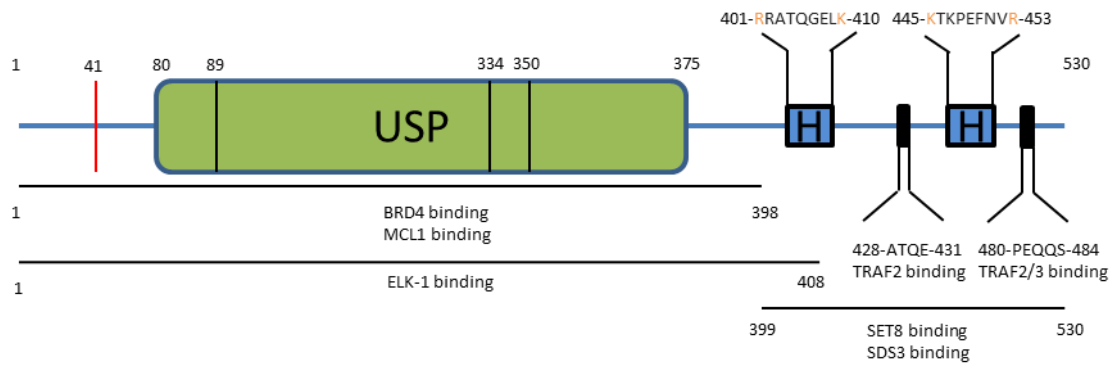 401-RRATQGELK-410
445-KTKPEFNVR-453
1
41
80
89
334
350
375
530
USP
H
H
1
BRD4 binding
MCL1 binding
398
428-ATQE-431
TRAF2 binding
480-PEQQS-484
TRAF2/3 binding
1
ELK-1 binding
408
399
SET8 binding
SDS3 binding
530